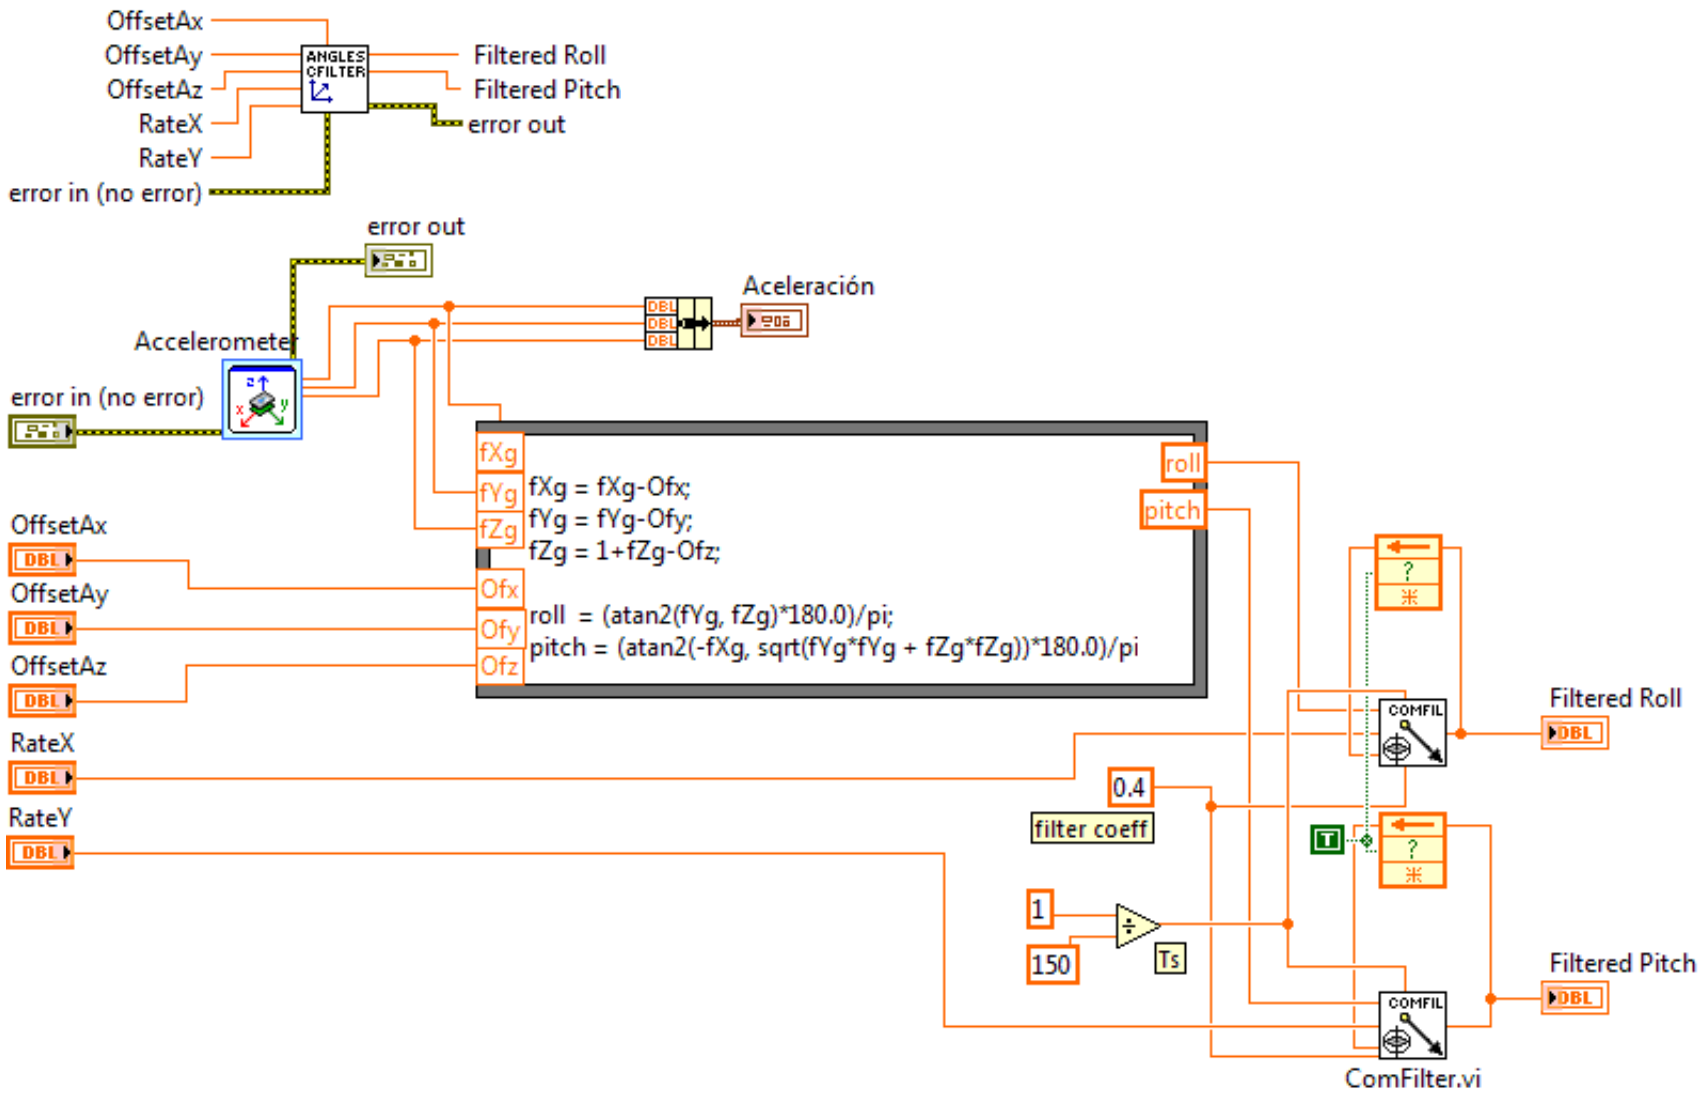 OffsetAx
OffsetAy
OffsetAz
RateX
RateY
error in (no error)
ANGLES
CFILTER
Filtered Roll
Filtered Pitch
error out
error out
Aceleración
DBL
DBL
DBL
Accelerometer
z
x
y
error in (no error)
fXg
fYg
fZg
Ofx
Ofy
Ofz
fXg = fXg-Ofx;
fYg = fYg-Ofy;
fZg = 1+fZg-Ofz;
roll = (atan2(fYg, fZg)*180.0)/pi;
pitch = (atan2(-fXg, sqrt(fYg*fYg + fZg*fZg))*180.0)/pi
roll
pitch
OffsetAx
DBL
OffsetAy
DBL
OffsetAz
DBL
RateX
DBL
RateY
DBL
?
COMFIL
Filtered Roll
DBL
0.4
filter coeff
T
?
1
150
÷
Ts
COMFIL
Filtered Pitch
DBL
ComFilter.vi